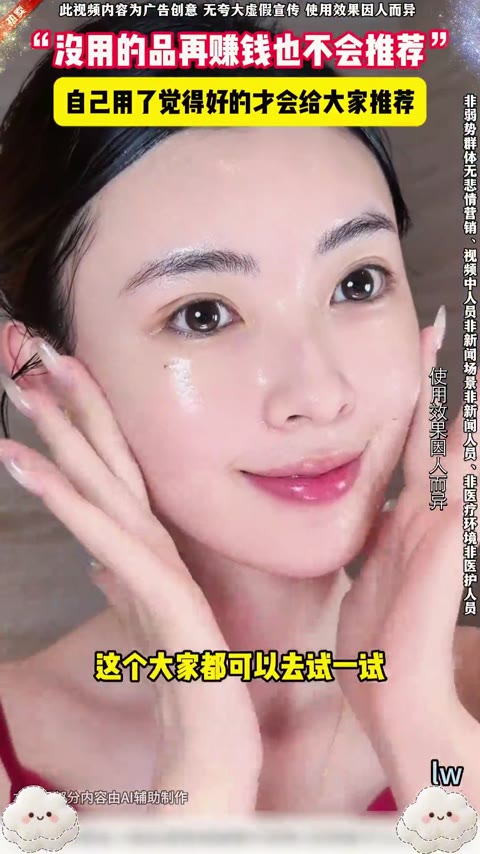 此视频内容为广告创意 无夸大虚假宣传 使用效果因人而异
初夏
“没用的品再赚钱也不会推荐”
自己用了觉得好的才会给大家推荐
非弱势群体无悲情营销、视频中人员非新闻场景非新闻人员、非医疗环境非医护人员
使用效果因人而异
这个大家都可以去试一试
lw
部分内容由AI辅助制作